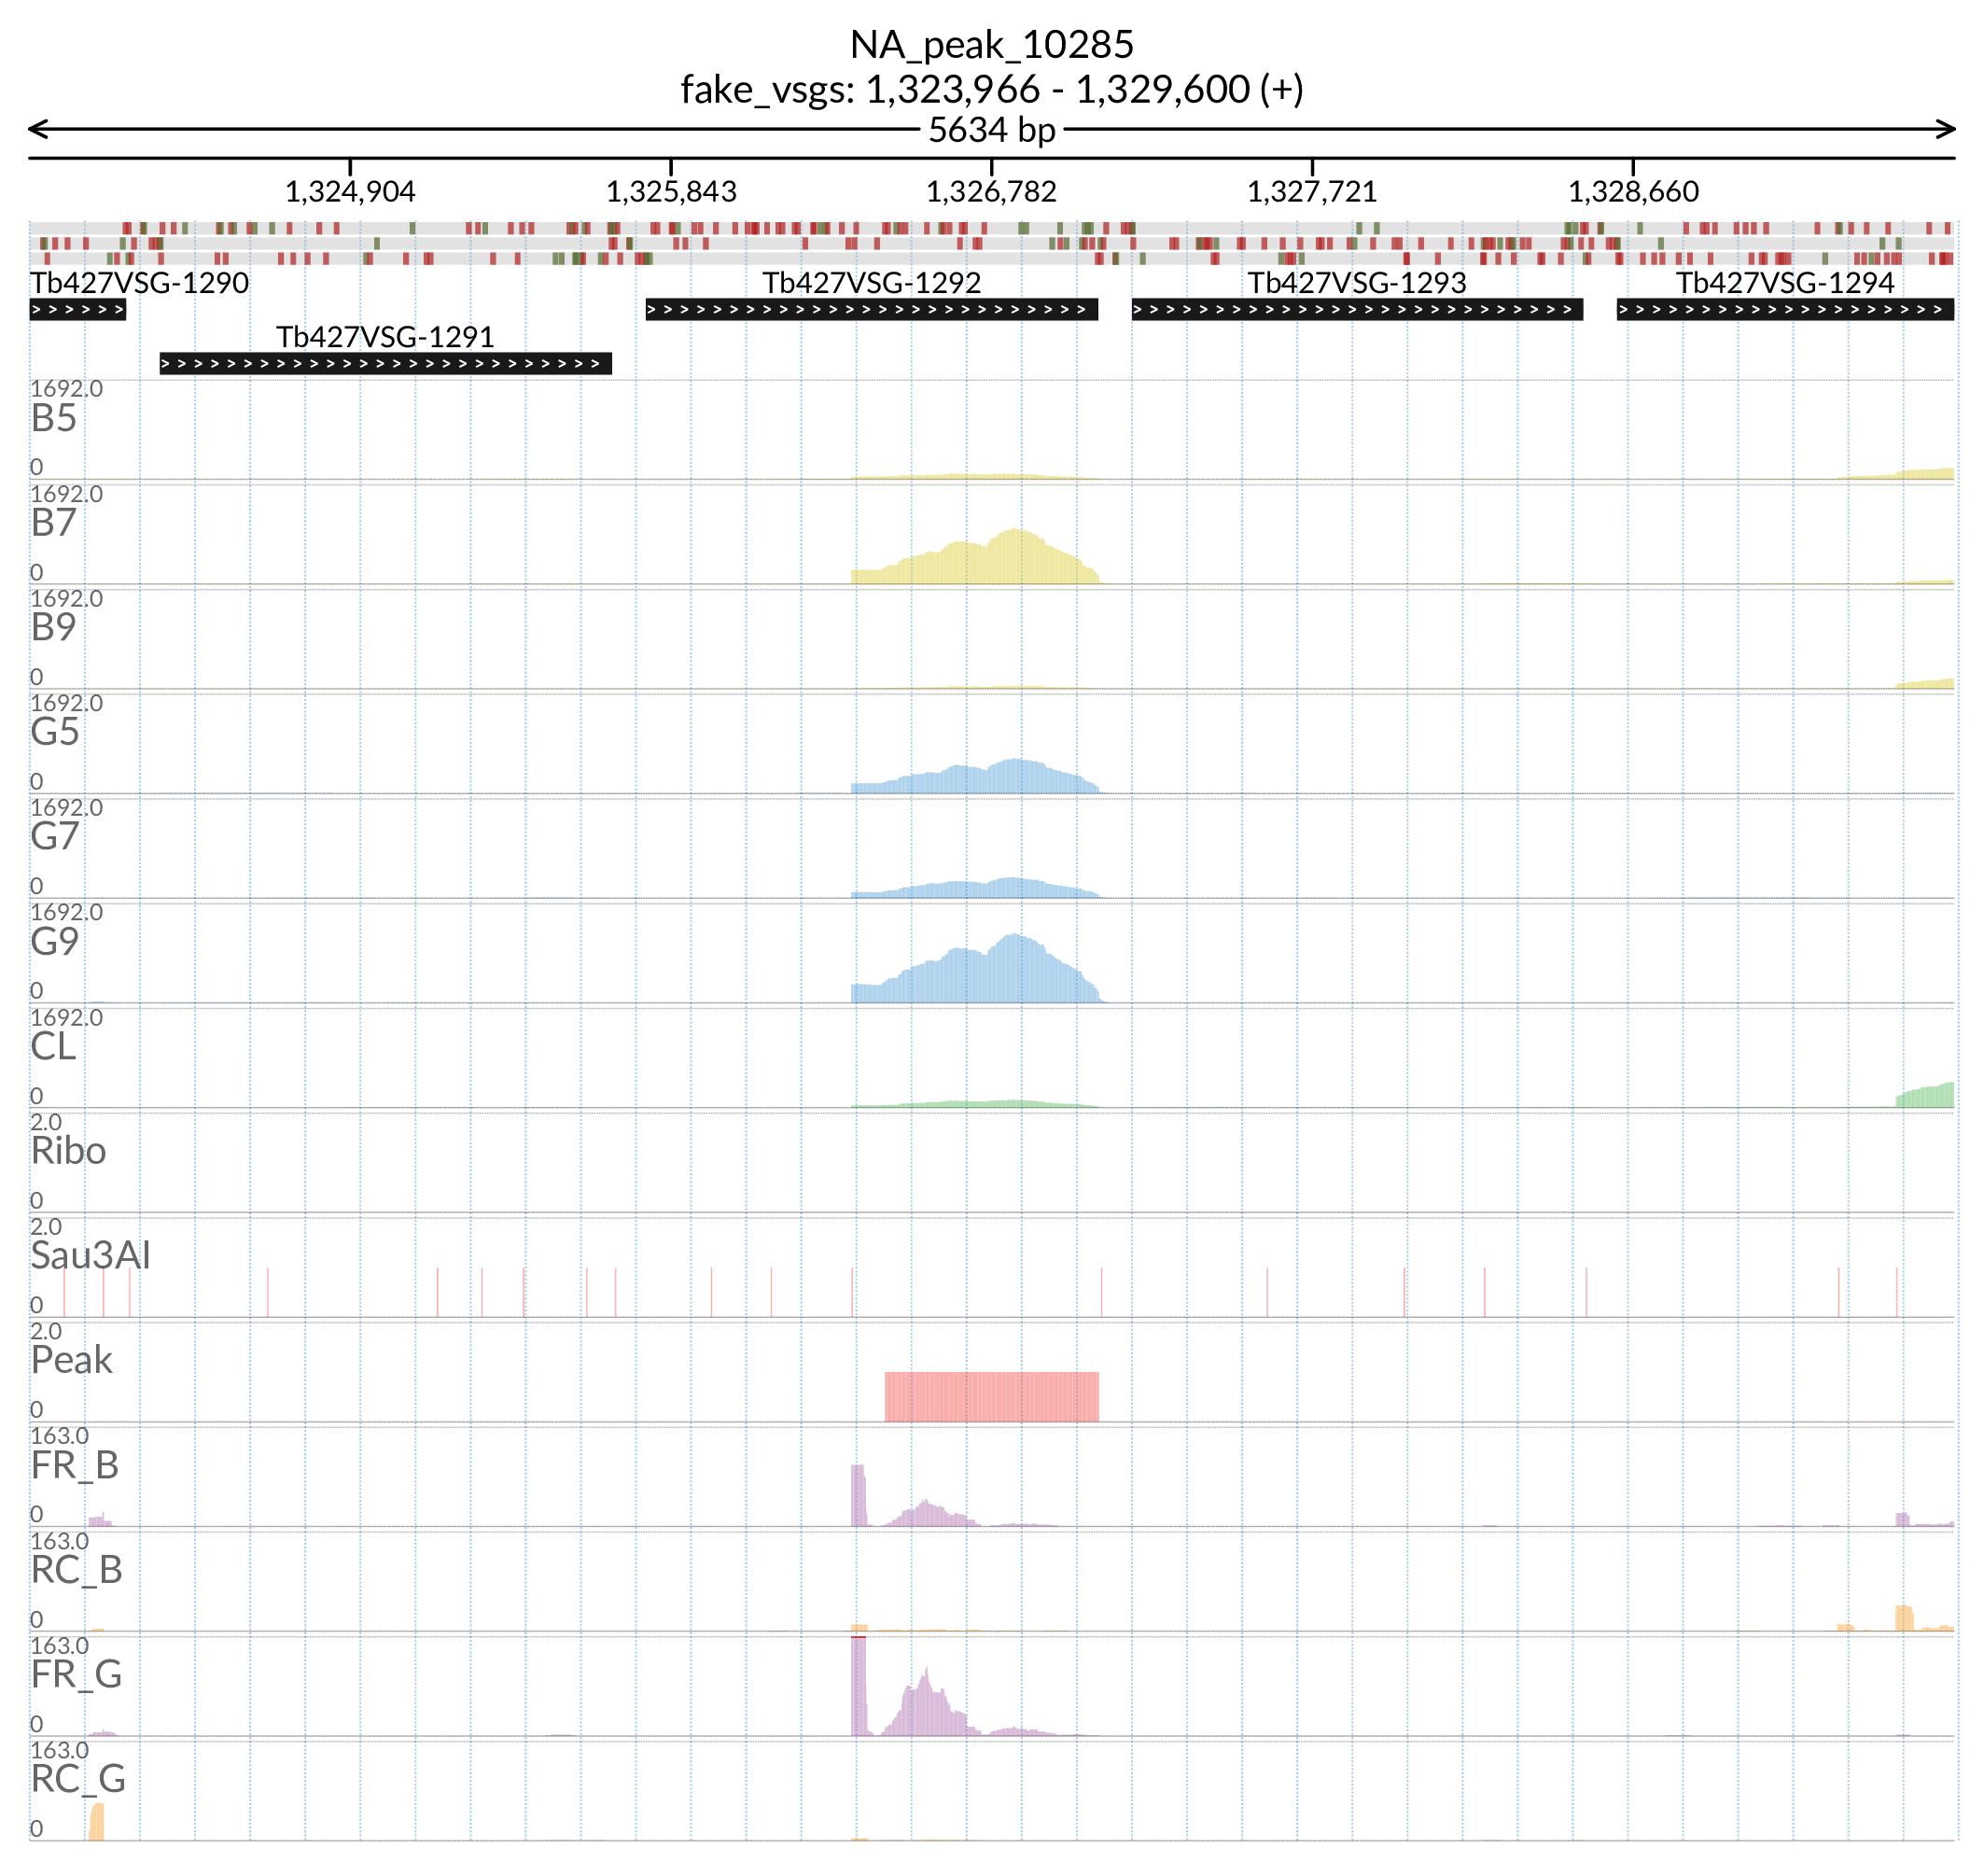 NA_peak_10285
fake_vsgs: 1,323,966 - 1,329,600 (+)
5634 bp
1,324,904 1,325,843 1,326,782 1,327,721 1,328,660
Tb427VSG-1290 Tb427VSG-1292 Tb427VSG-1293 Tb427VSG-1294
Tb427VSG-1291
1692.0
B5
0
1692.0
B7
0
1692.0
B9
0
1692.0
G5
0
1692.0
G7
0
1692.0
G9
0
1692.0
CL
0
2.0
Ribo
0
2.0
Sau3AI
0
2.0
Peak
0
163.0
FR_B
0
163.0
RC_B
0
163.0
FR_G
0
163.0
RC_G
0